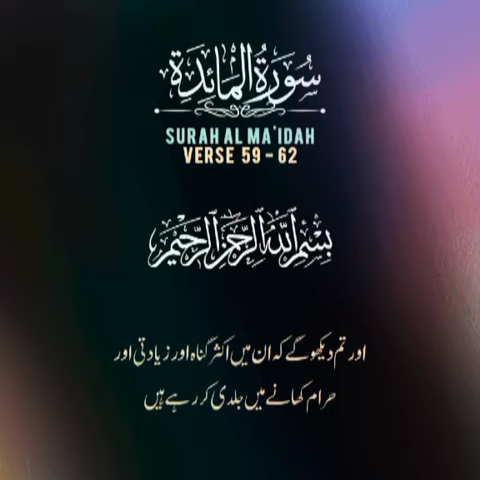 سُورَةُ الْمَائِدَةِ
SURAH AL MA'IDAH
VERSE 59 - 62
بِسْمِ اللَّهِ الرَّحْمَٰنِ الرَّحِيمِ
اور تم دیکھو گے کہ ان میں اکثر گناہ اور زیادتی اور
حرام کھانے میں جلدی کر رہے ہیں